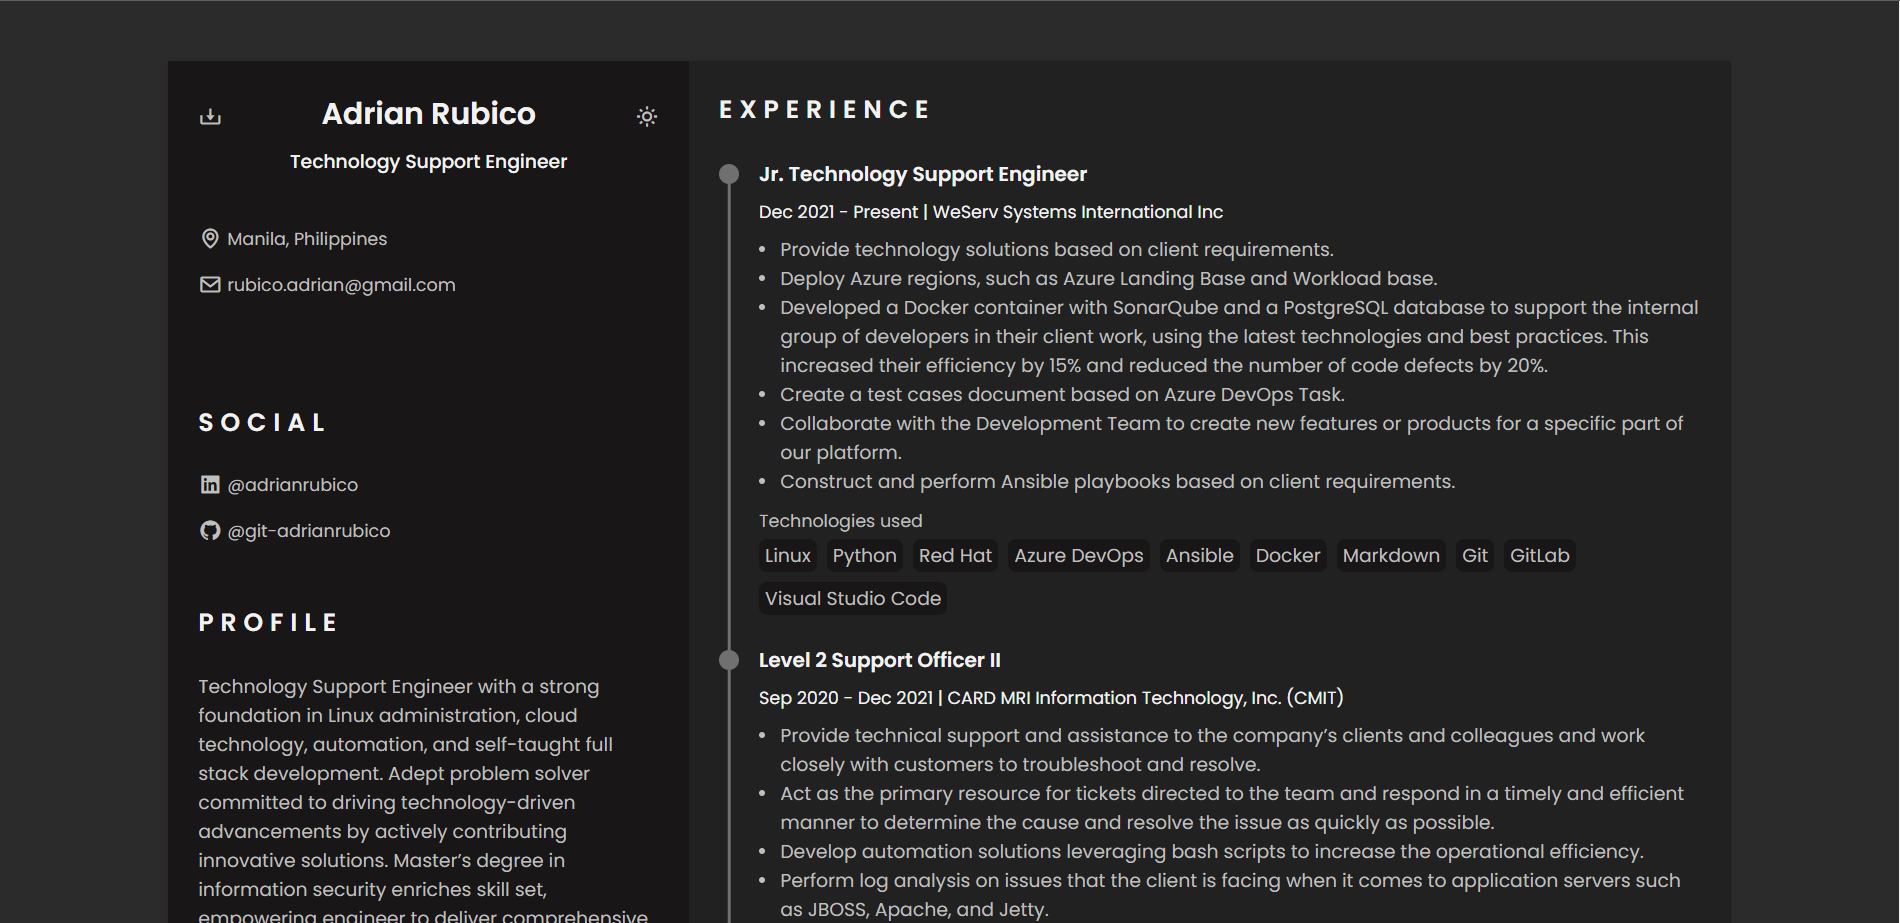 Adrian Rubico
Technology Support Engineer
Manila, Philippines
rubico.adrian@gmail.com
SOCIAL
@adrianrubico
@git-adrianrubico
PROFILE
Technology Support Engineer with a strong
foundation in Linux administration, cloud
technology, automation, and self-taught full
stack development. Adept problem solver
committed to driving technology-driven
advancements by actively contributing
innovative solutions. Master’s degree in
information security enriches skill set,
empowering engineer to deliver comprehensive
EXPERIENCE
Jr. Technology Support Engineer
Dec 2021 - Present | WeServ Systems International Inc
• Provide technology solutions based on client requirements.
• Deploy Azure regions, such as Azure Landing Base and Workload base.
• Developed a Docker container with SonarQube and a PostgreSQL database to support the internal
group of developers in their client work, using the latest technologies and best practices. This
increased their efficiency by 15% and reduced the number of code defects by 20%.
• Create a test cases document based on Azure DevOps Task.
• Collaborate with the Development Team to create new features or products for a specific part of
our platform.
• Construct and perform Ansible playbooks based on client requirements.
Technologies used
Linux Python Red Hat Azure DevOps Ansible Docker Markdown Git GitLab
Visual Studio Code
Level 2 Support Officer II
Sep 2020 - Dec 2021 | CARD MRI Information Technology, Inc. (CMIT)
• Provide technical support and assistance to the company’s clients and colleagues and work
closely with customers to troubleshoot and resolve.
• Act as the primary resource for tickets directed to the team and respond in a timely and efficient
manner to determine the cause and resolve the issue as quickly as possible.
• Develop automation solutions leveraging bash scripts to increase the operational efficiency.
• Perform log analysis on issues that the client is facing when it comes to application servers such
as JBOSS, Apache, and Jetty.